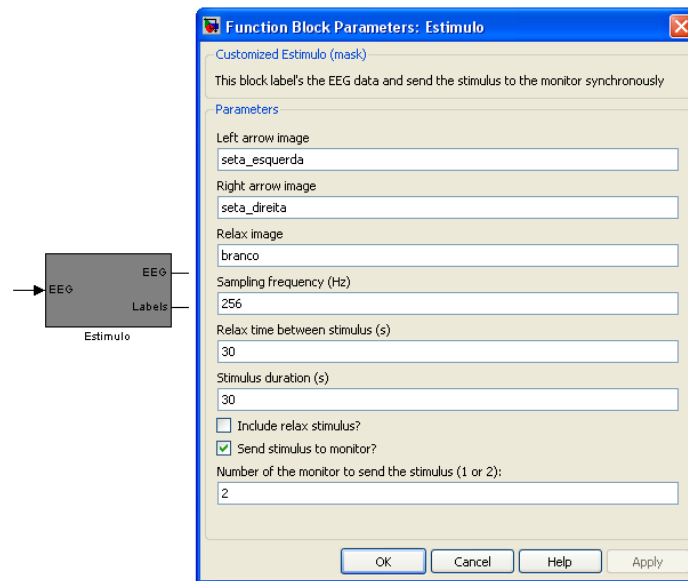 Function Block Parameters: Estimulo
Customized Estimulo (mask)
This block label's the EEG data and send the stimulus to the monitor synchronously
Parameters
Left arrow image
seta_esquerda
Right arrow image
seta_direita
Relax image
branco
Sampling frequency (Hz)
256
Relax time between stimulus (s)
30
Stimulus duration (s)
30
Include relax stimulus?
Send stimulus to monitor?
Number of the monitor to send the stimulus (1 or 2):
2
OK Cancel Help Apply
EEG
EEG
Labels
Estimulo